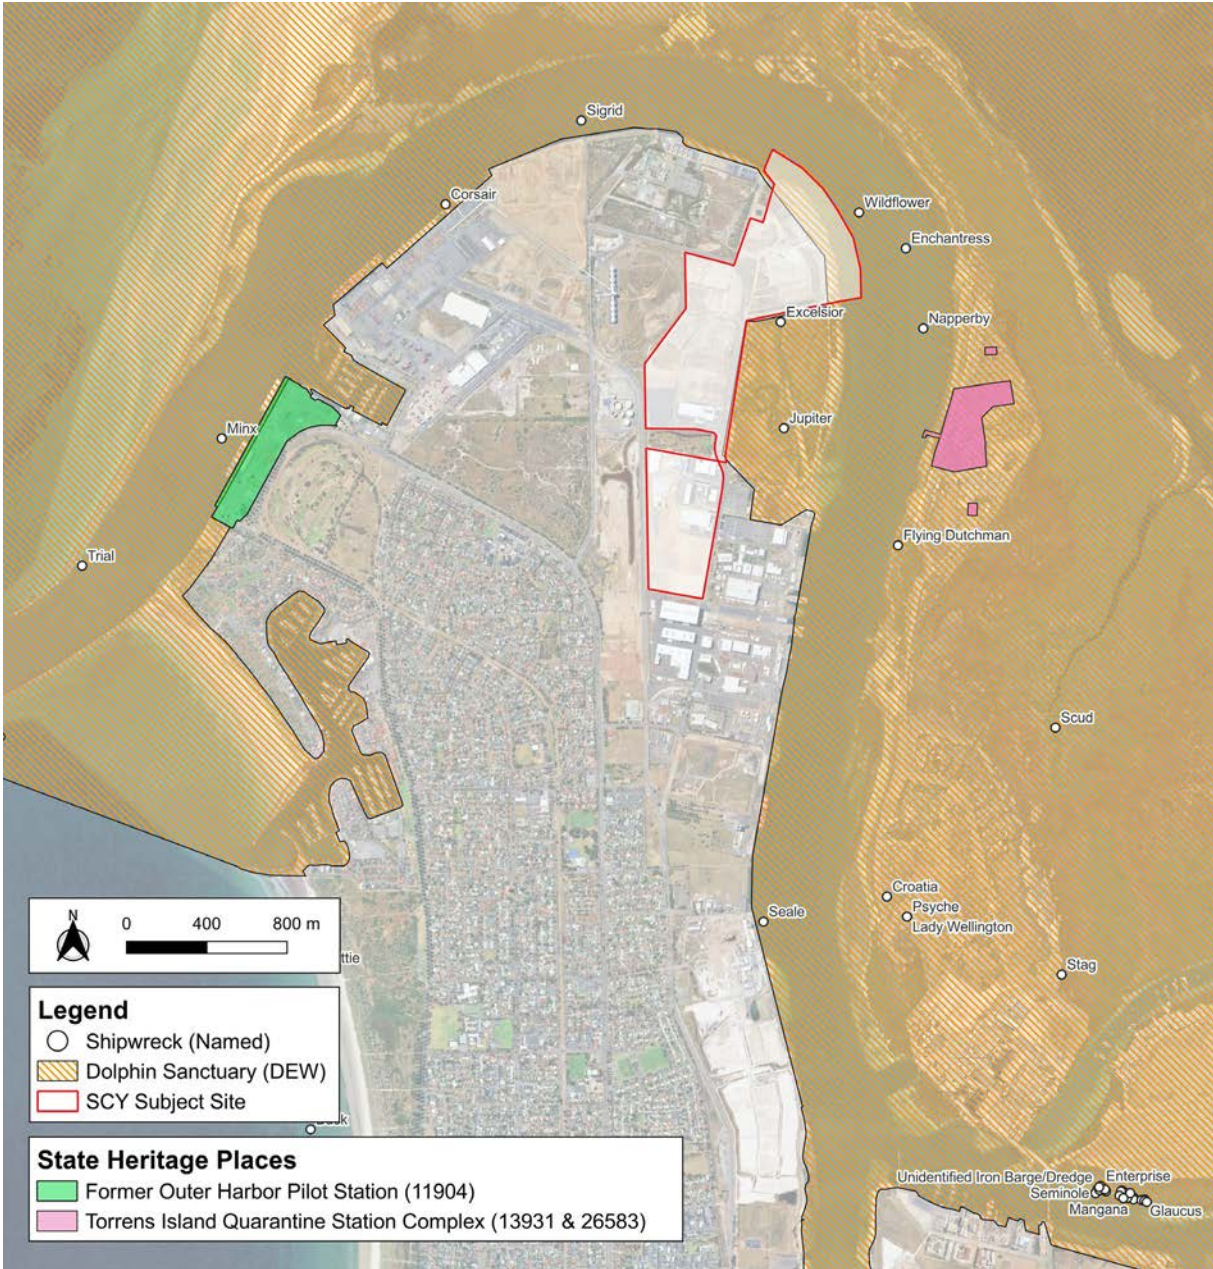 Sigrid
Corsair
Wildflower
Enchantress
Excelsior
Napperby
Minx
Jupiter
Trial
Flying Dutchman
Scud
Croatia
Psyche
Lady Wellington
Seale
Stag
N
0 400 800 m
ttie
Legend
Shipwreck (Named)
Dolphin Sanctuary (DEW)
SCY Subject Site
State Heritage Places
Former Outer Harbor Pilot Station (11904)
Torrens Island Quarantine Station Complex (13931 & 26583)
Unidentified Iron Barge/Dredge
Enterprise
Seminole
Mangana
Glaucus